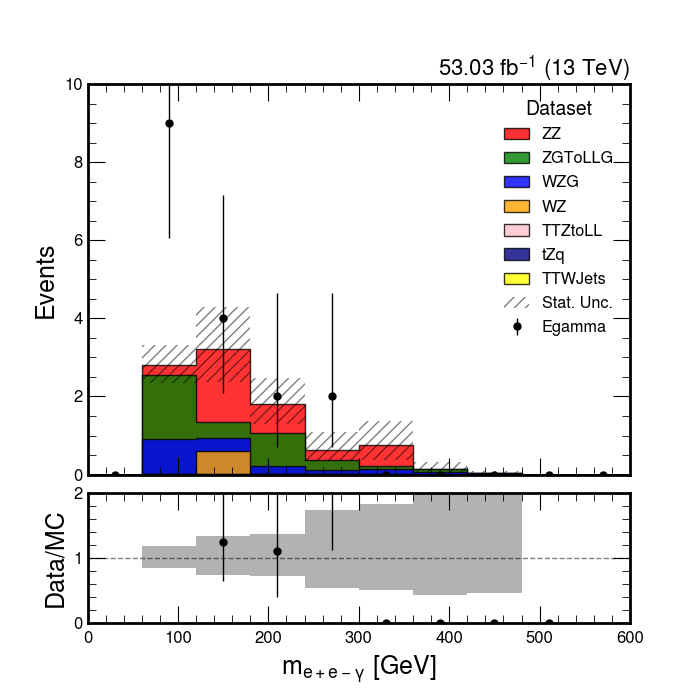 53.03 fb⁻¹ (13 TeV)
10
8
6
4
2
0
Events
Dataset
ZZ
ZGToLLG
WZG
WZ
TTZtoLL
tZq
TTWJets
Stat. Unc.
Egamma
2
1
0
Data/MC
0 100 200 300 400 500 600
m_{e+e−γ} [GeV]